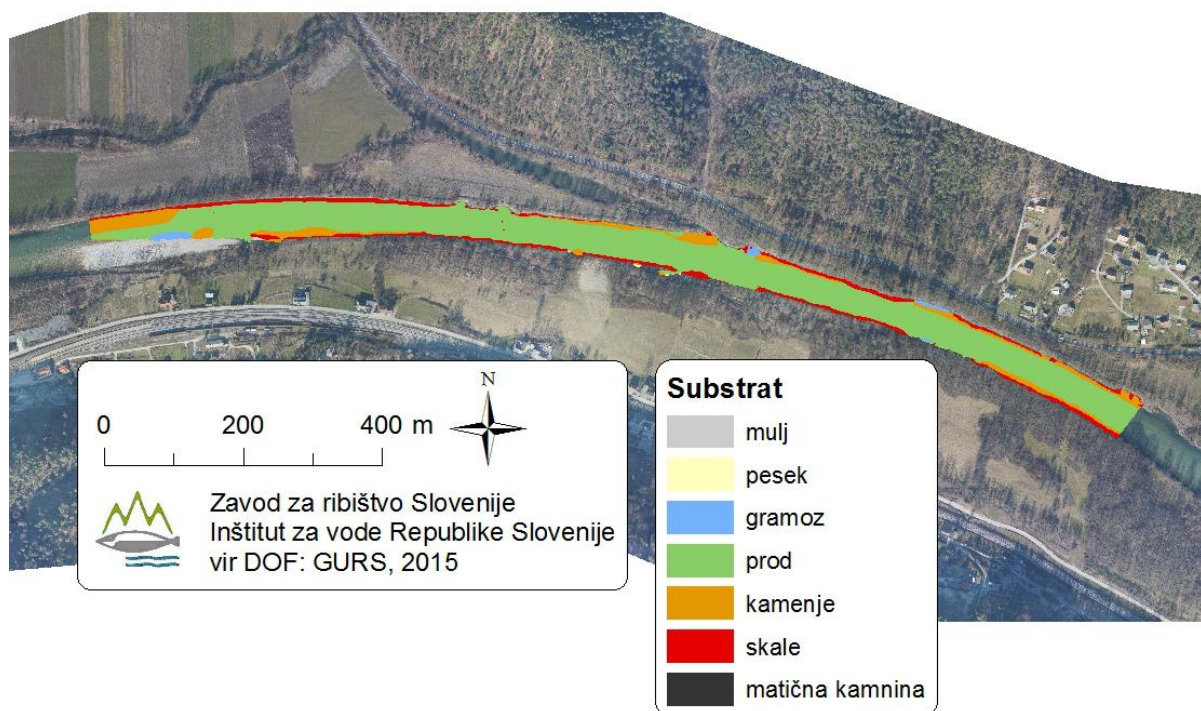 N
0 200 400 m
Zavod za ribištvo Slovenije
Inštitut za vode Republike Slovenije
vir DOF: GURS, 2015
Substrat
mulj
pesek
gramoz
prod
kamenje
skale
matična kamnina